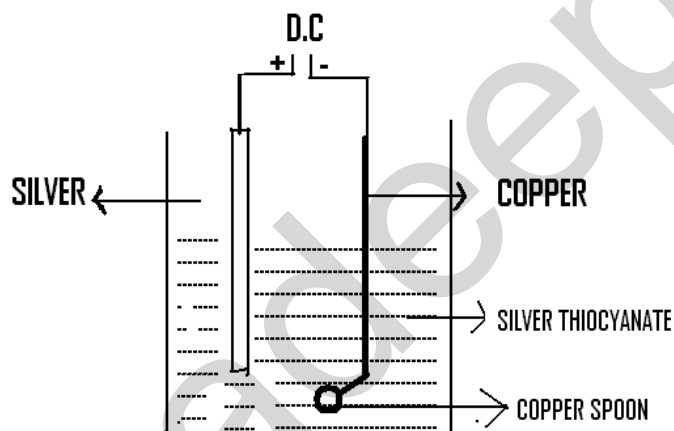 D.C
+ -
SILVER
COPPER
SILVER THIOCYANATE
COPPER SPOON